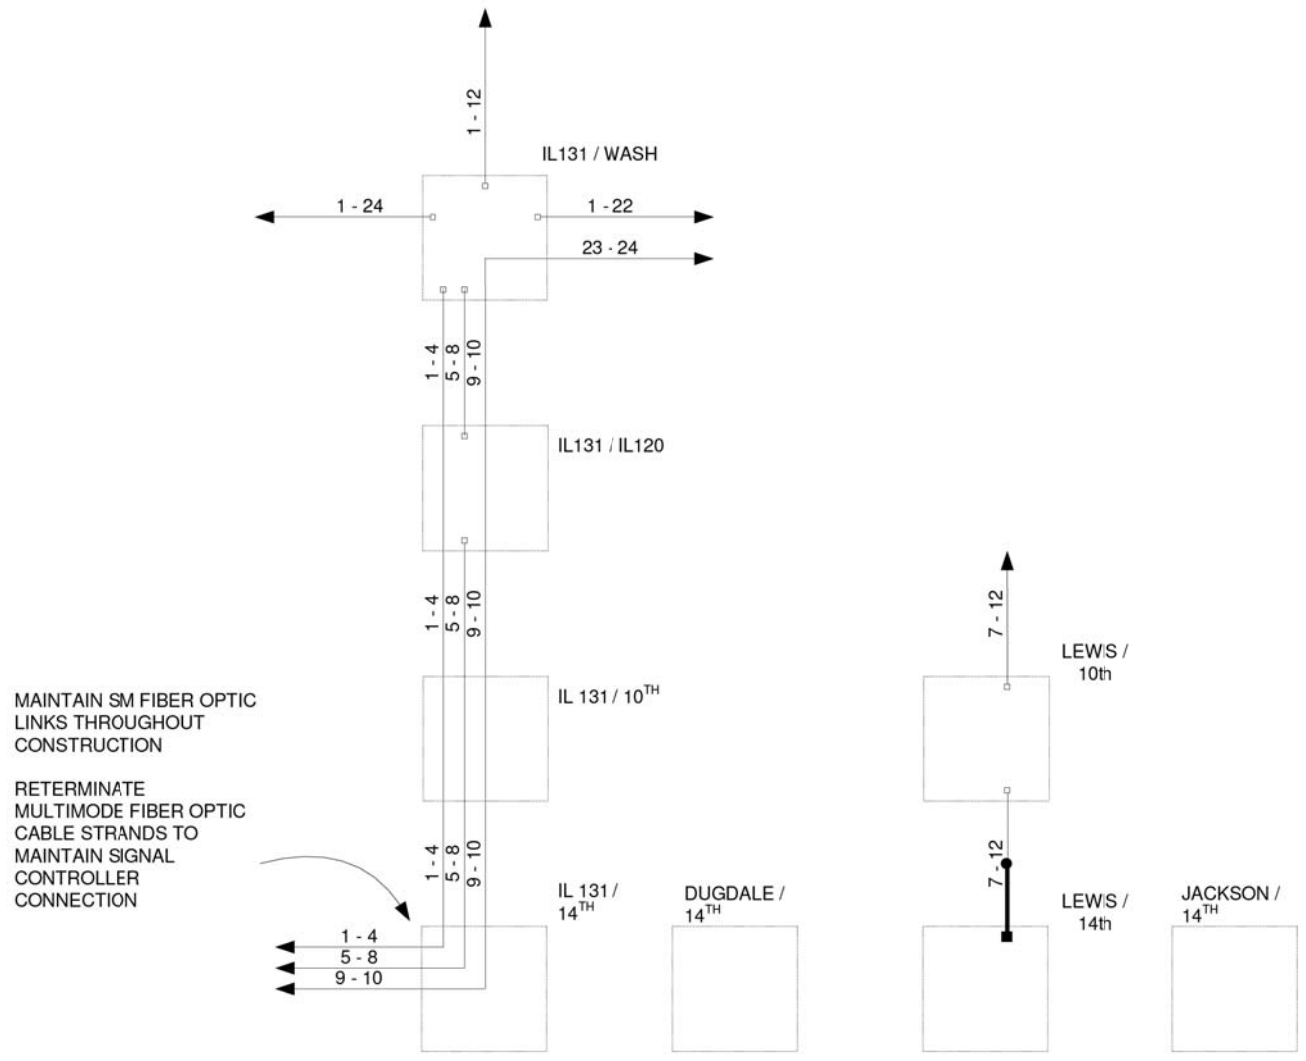 1 - 12
IL131 / WASH
1 - 24
1 - 22
23 - 24
1 - 4
5 - 8
9 - 10
IL131 / IL120
1 - 4
5 - 8
9 - 10
7 - 12
LEWIS /
10th
IL 131 / 10TH
MAINTAIN SM FIBER OPTIC
LINKS THROUGHOUT
CONSTRUCTION
RETERMINATE
MULTIMODE FIBER OPTIC
CABLE STRANDS TO
MAINTAIN SIGNAL
CONTROLLER
CONNECTION
1 - 4
5 - 8
9 - 10
7 - 12
IL 131 /
14TH
DUGDALE /
14TH
LEWIS /
14th
JACKSON /
14TH
1 - 4
5 - 8
9 - 10